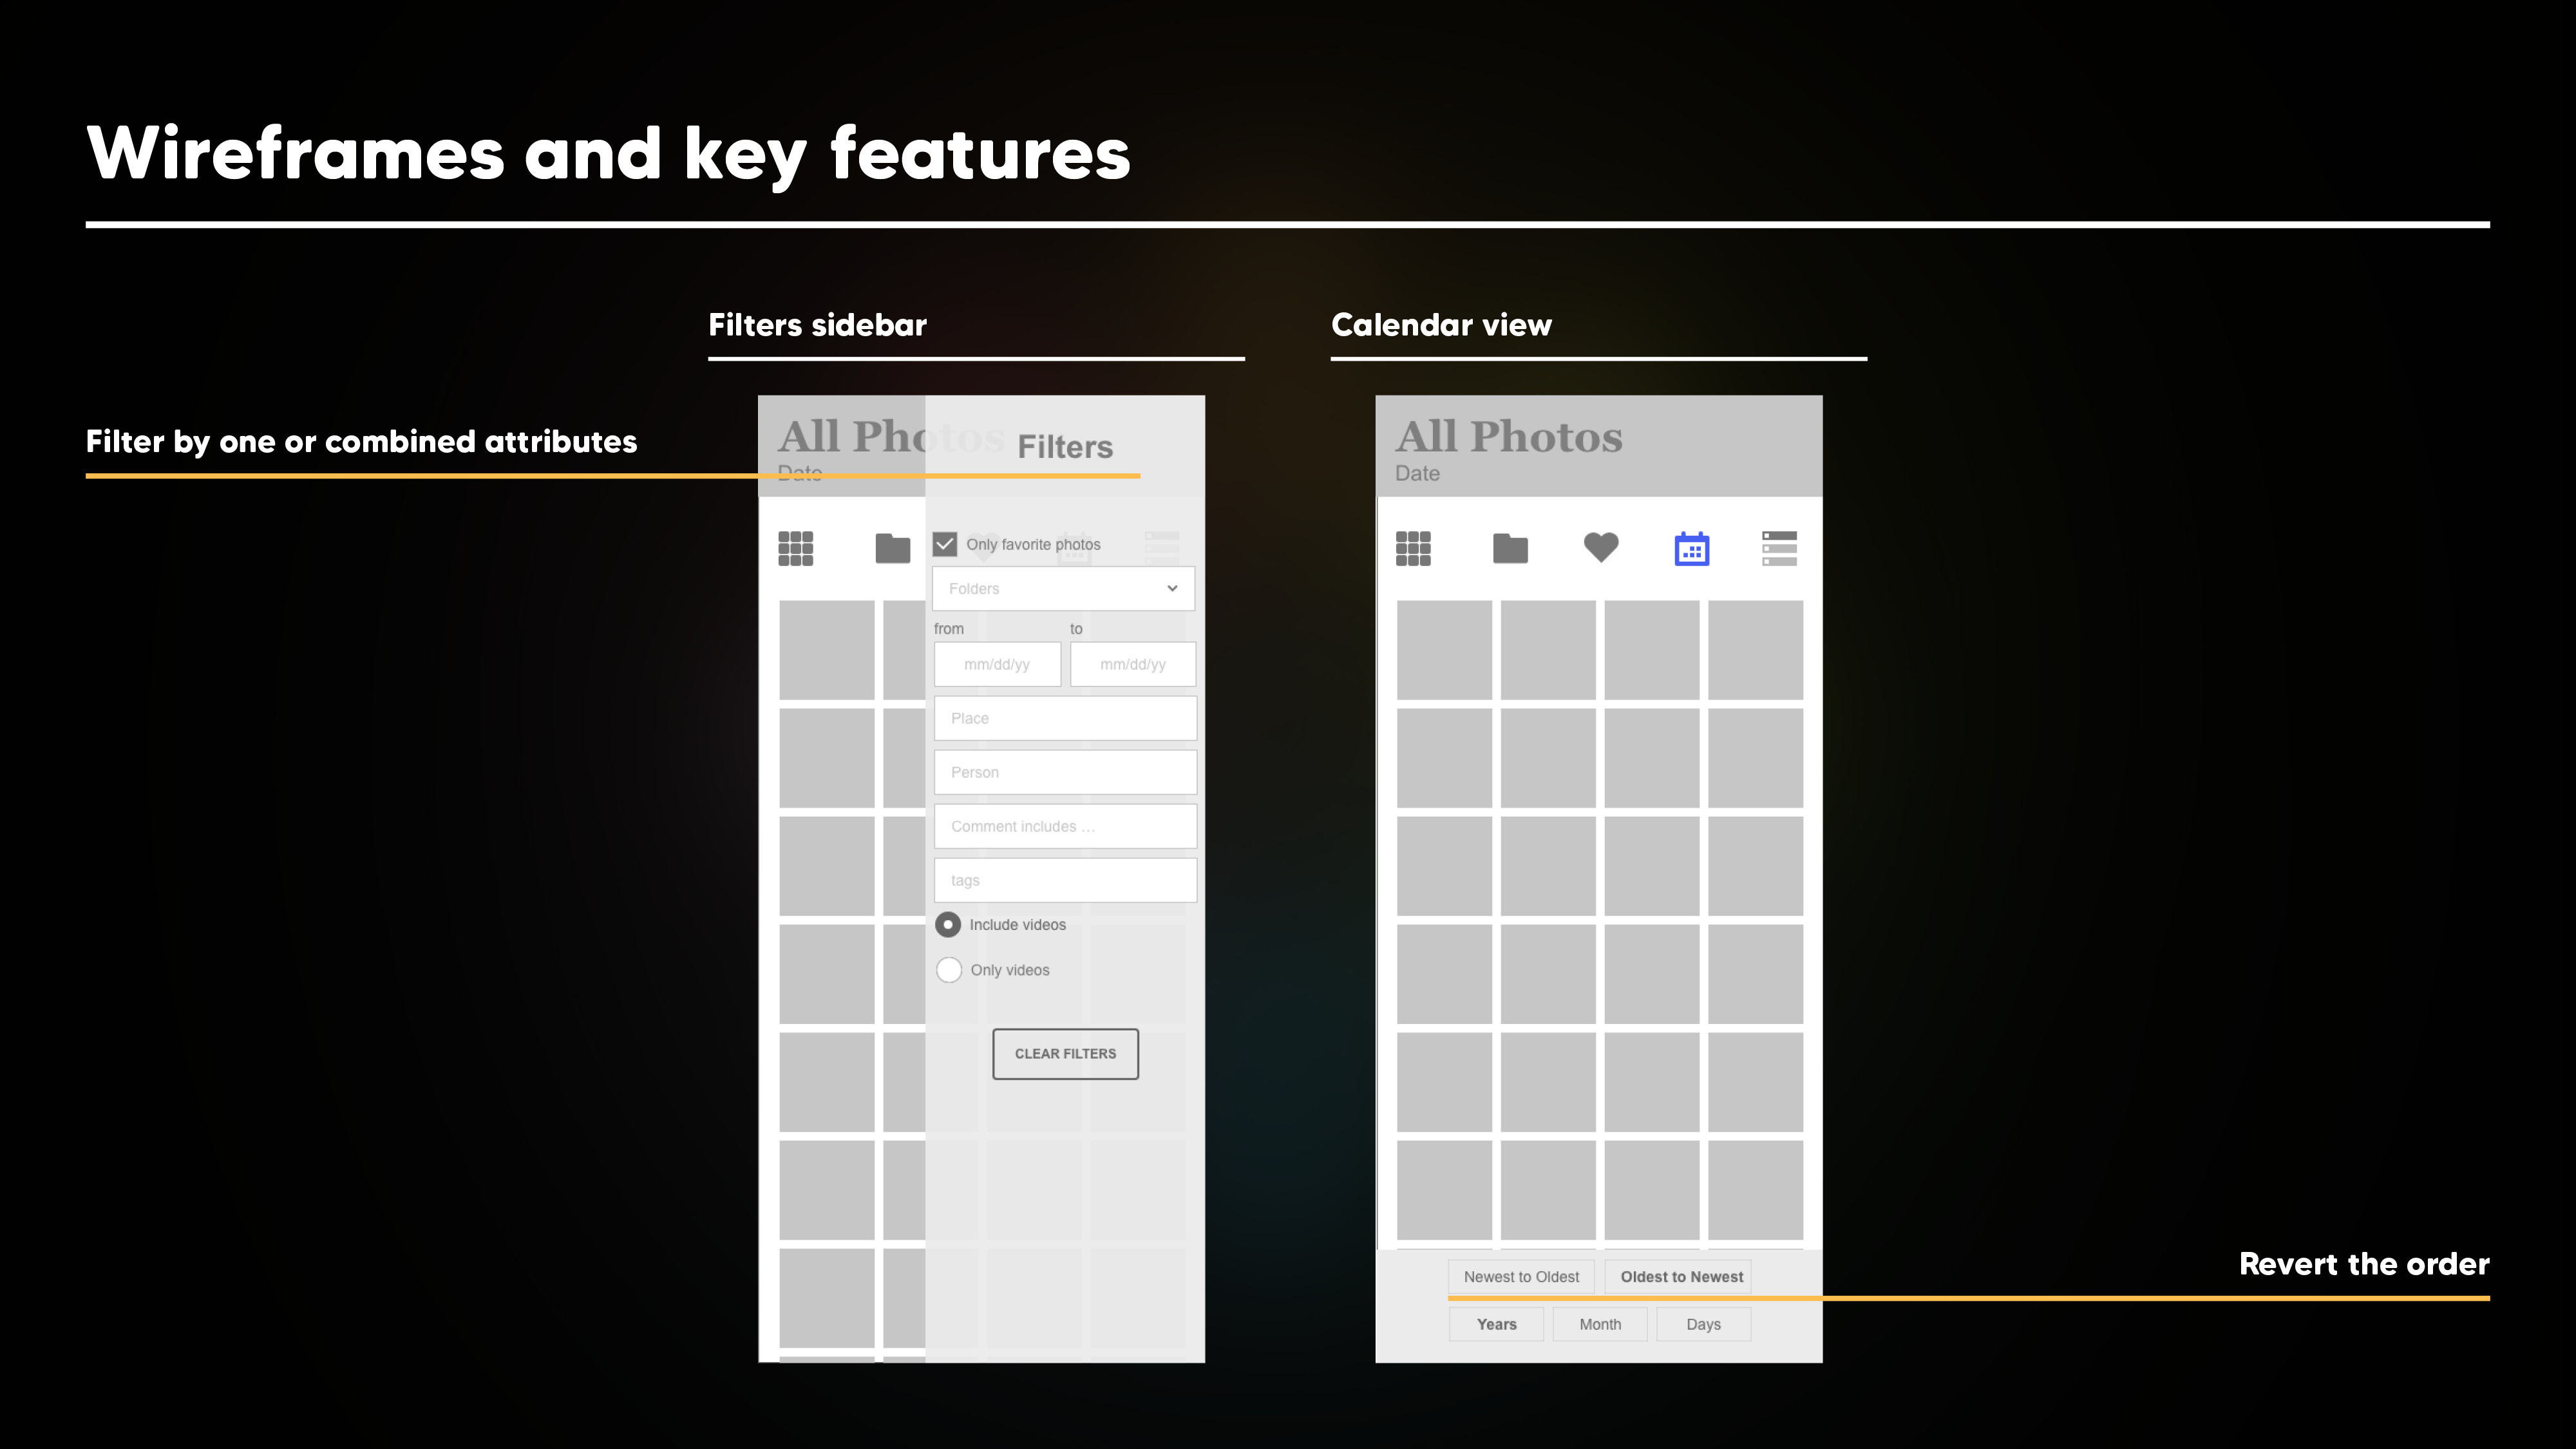 Wireframes and key features
Filters sidebar
Calendar view
Filter by one or combined attributes
All Photos
Date
Filters
Only favorite photos
Folders
from to
mm/dd/yy mm/dd/yy
Place
Person
Comment includes ...
tags
Include videos
Only videos
CLEAR FILTERS
All Photos
Date
Newest to Oldest Oldest to Newest
Years Month Days
Revert the order